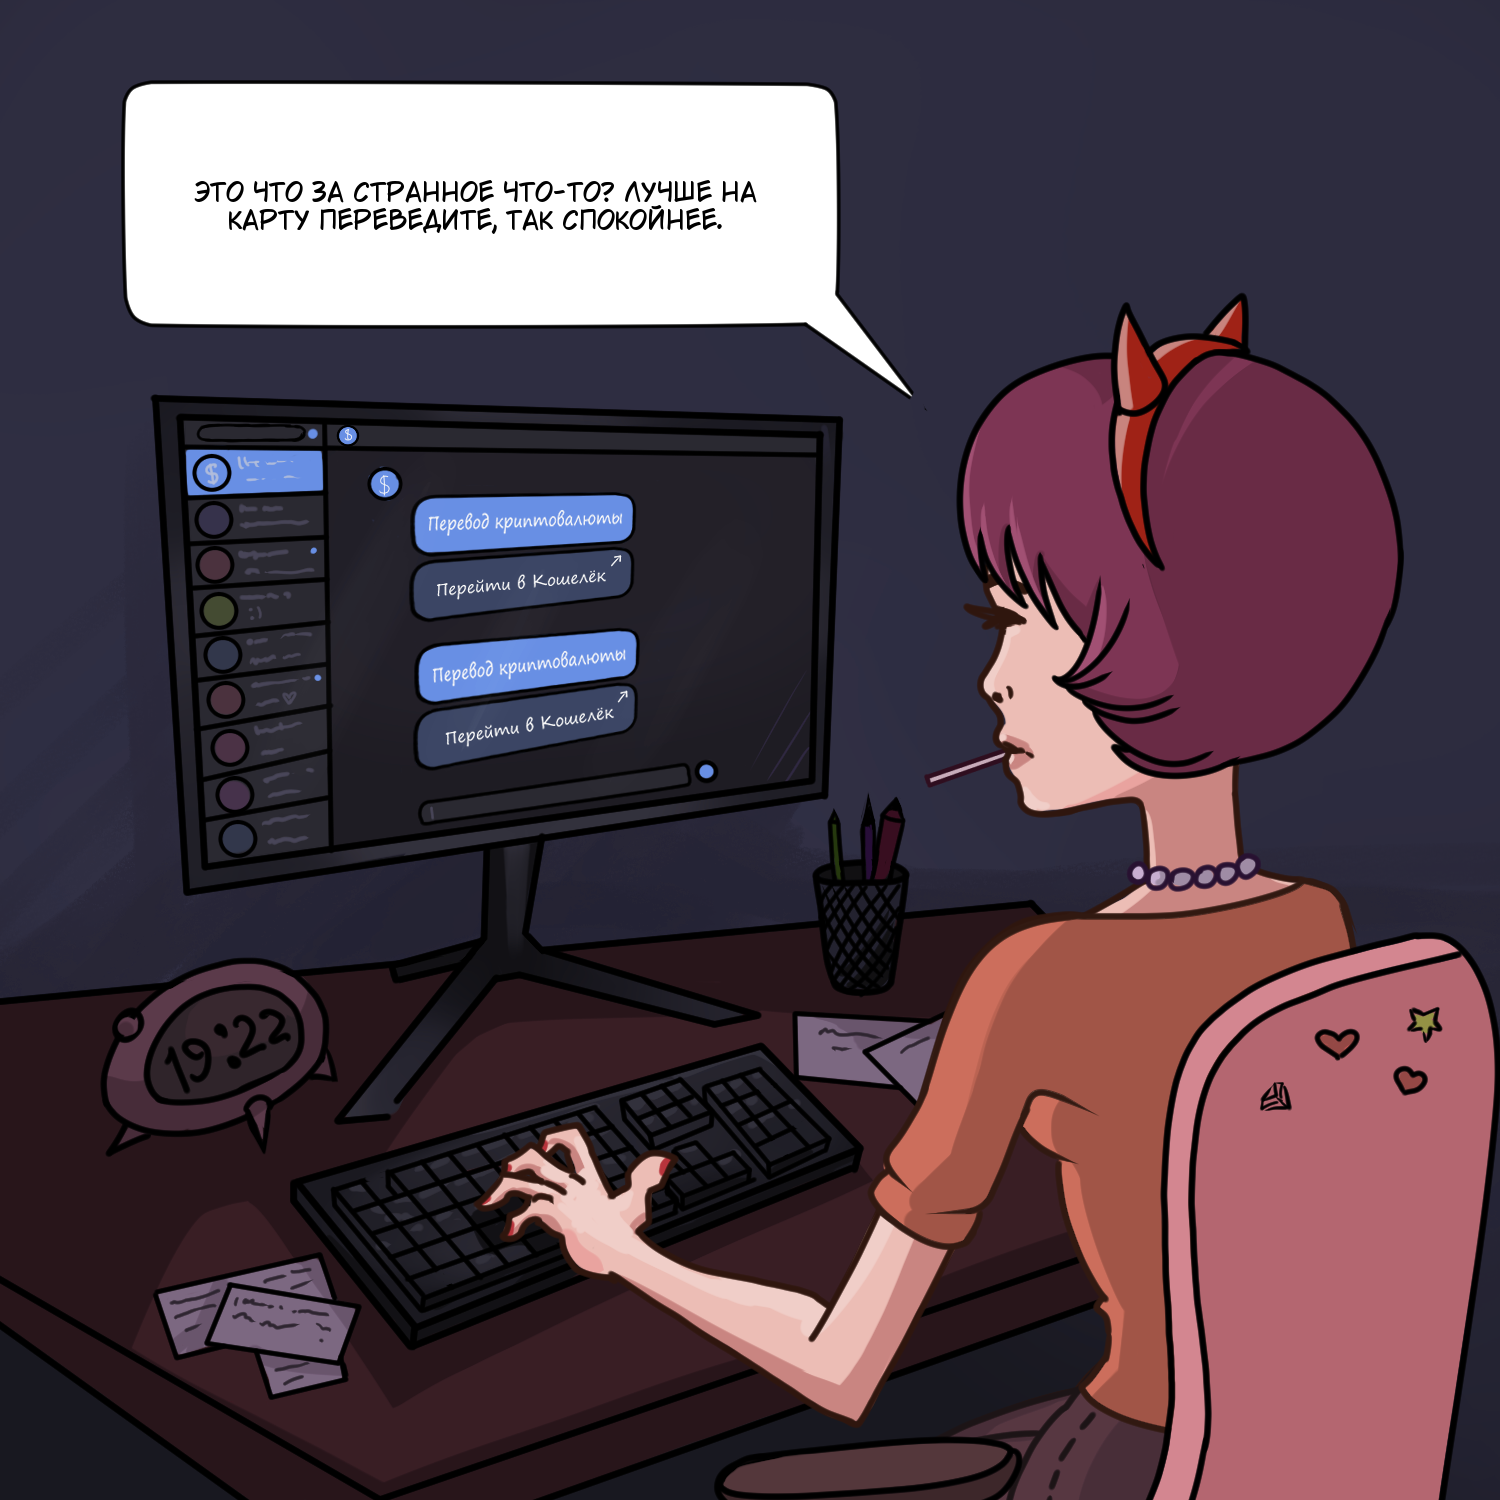 ЭТО ЧТО ЗА СТРАННОЕ ЧТО-ТО? ЛУЧШЕ НА
КАРТУ ПЕРЕВЕДИТЕ, ТАК СПОКОЙНЕЕ.
$
$
$
Перевод криптовалюты
Перейти в Кошелёк
:)
Перевод криптовалюты
Перейти в Кошелёк
19:22